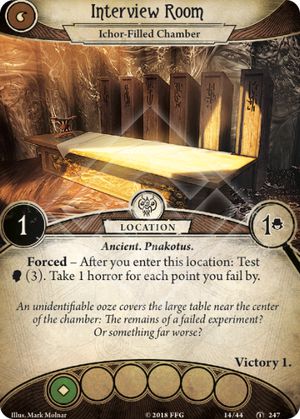 Interview Room
Ichor-Filled Chamber
1
LOCATION
1
Ancient. Pnakotus.
Forced – After you enter this location: Test
(3). Take 1 horror for each point you fail by.
An unidentifiable ooze covers the large table near the center
of the chamber: The remains of a failed experiment?
Or something far worse?
Victory 1.
Illus. Mark Molnar
© 2018 FFG
14/44
247